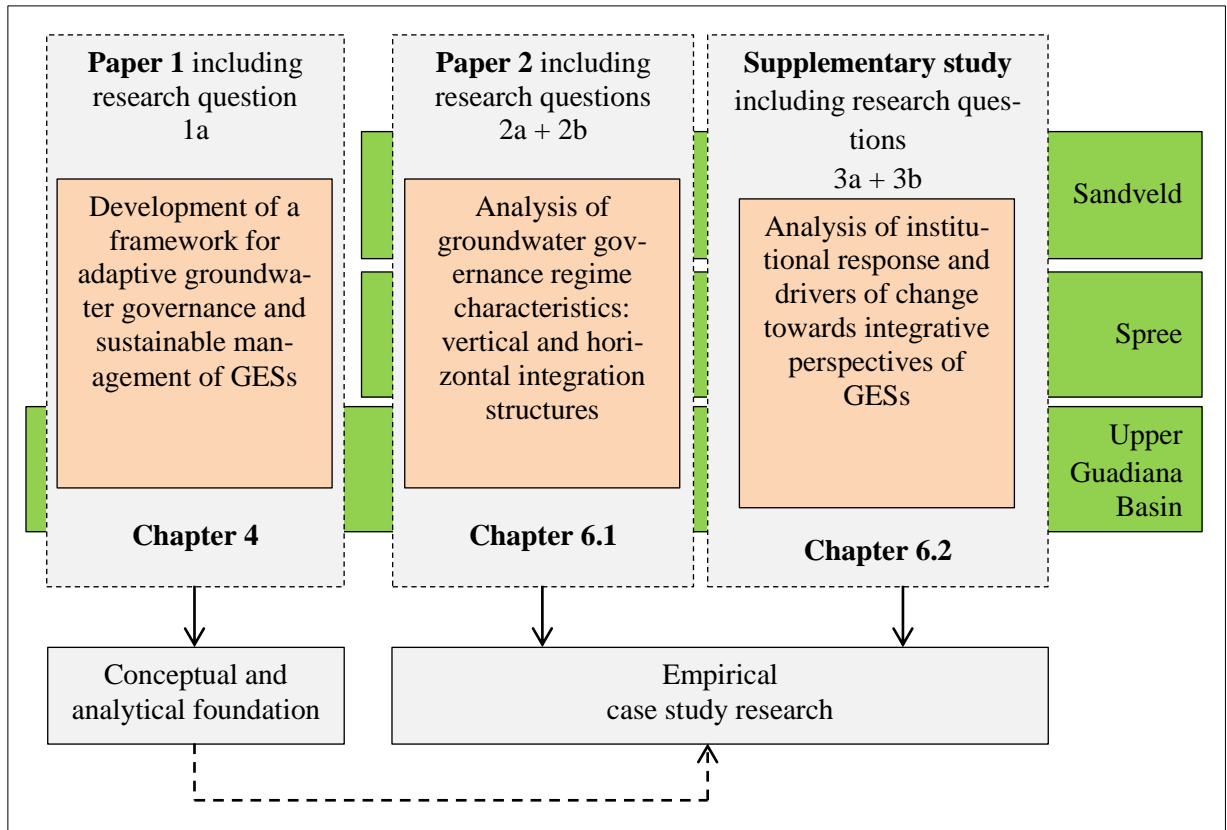 Paper 1 including
research question
1a
Development of a
framework for
adaptive groundwa-
ter governance and
sustainable man-
agement of GESs
Chapter 4
Paper 2 including
research questions
2a + 2b
Analysis of
groundwater gov-
ernance regime
characteristics:
vertical and hori-
zontal integration
structures
Chapter 6.1
Supplementary study
including research ques-
tions
3a + 3b
Analysis of institu-
tional response and
drivers of change
towards integrative
perspectives of
GESs
Chapter 6.2
Sandveld
Spree
Upper
Guadiana
Basin
Conceptual and
analytical foundation
Empirical
case study research